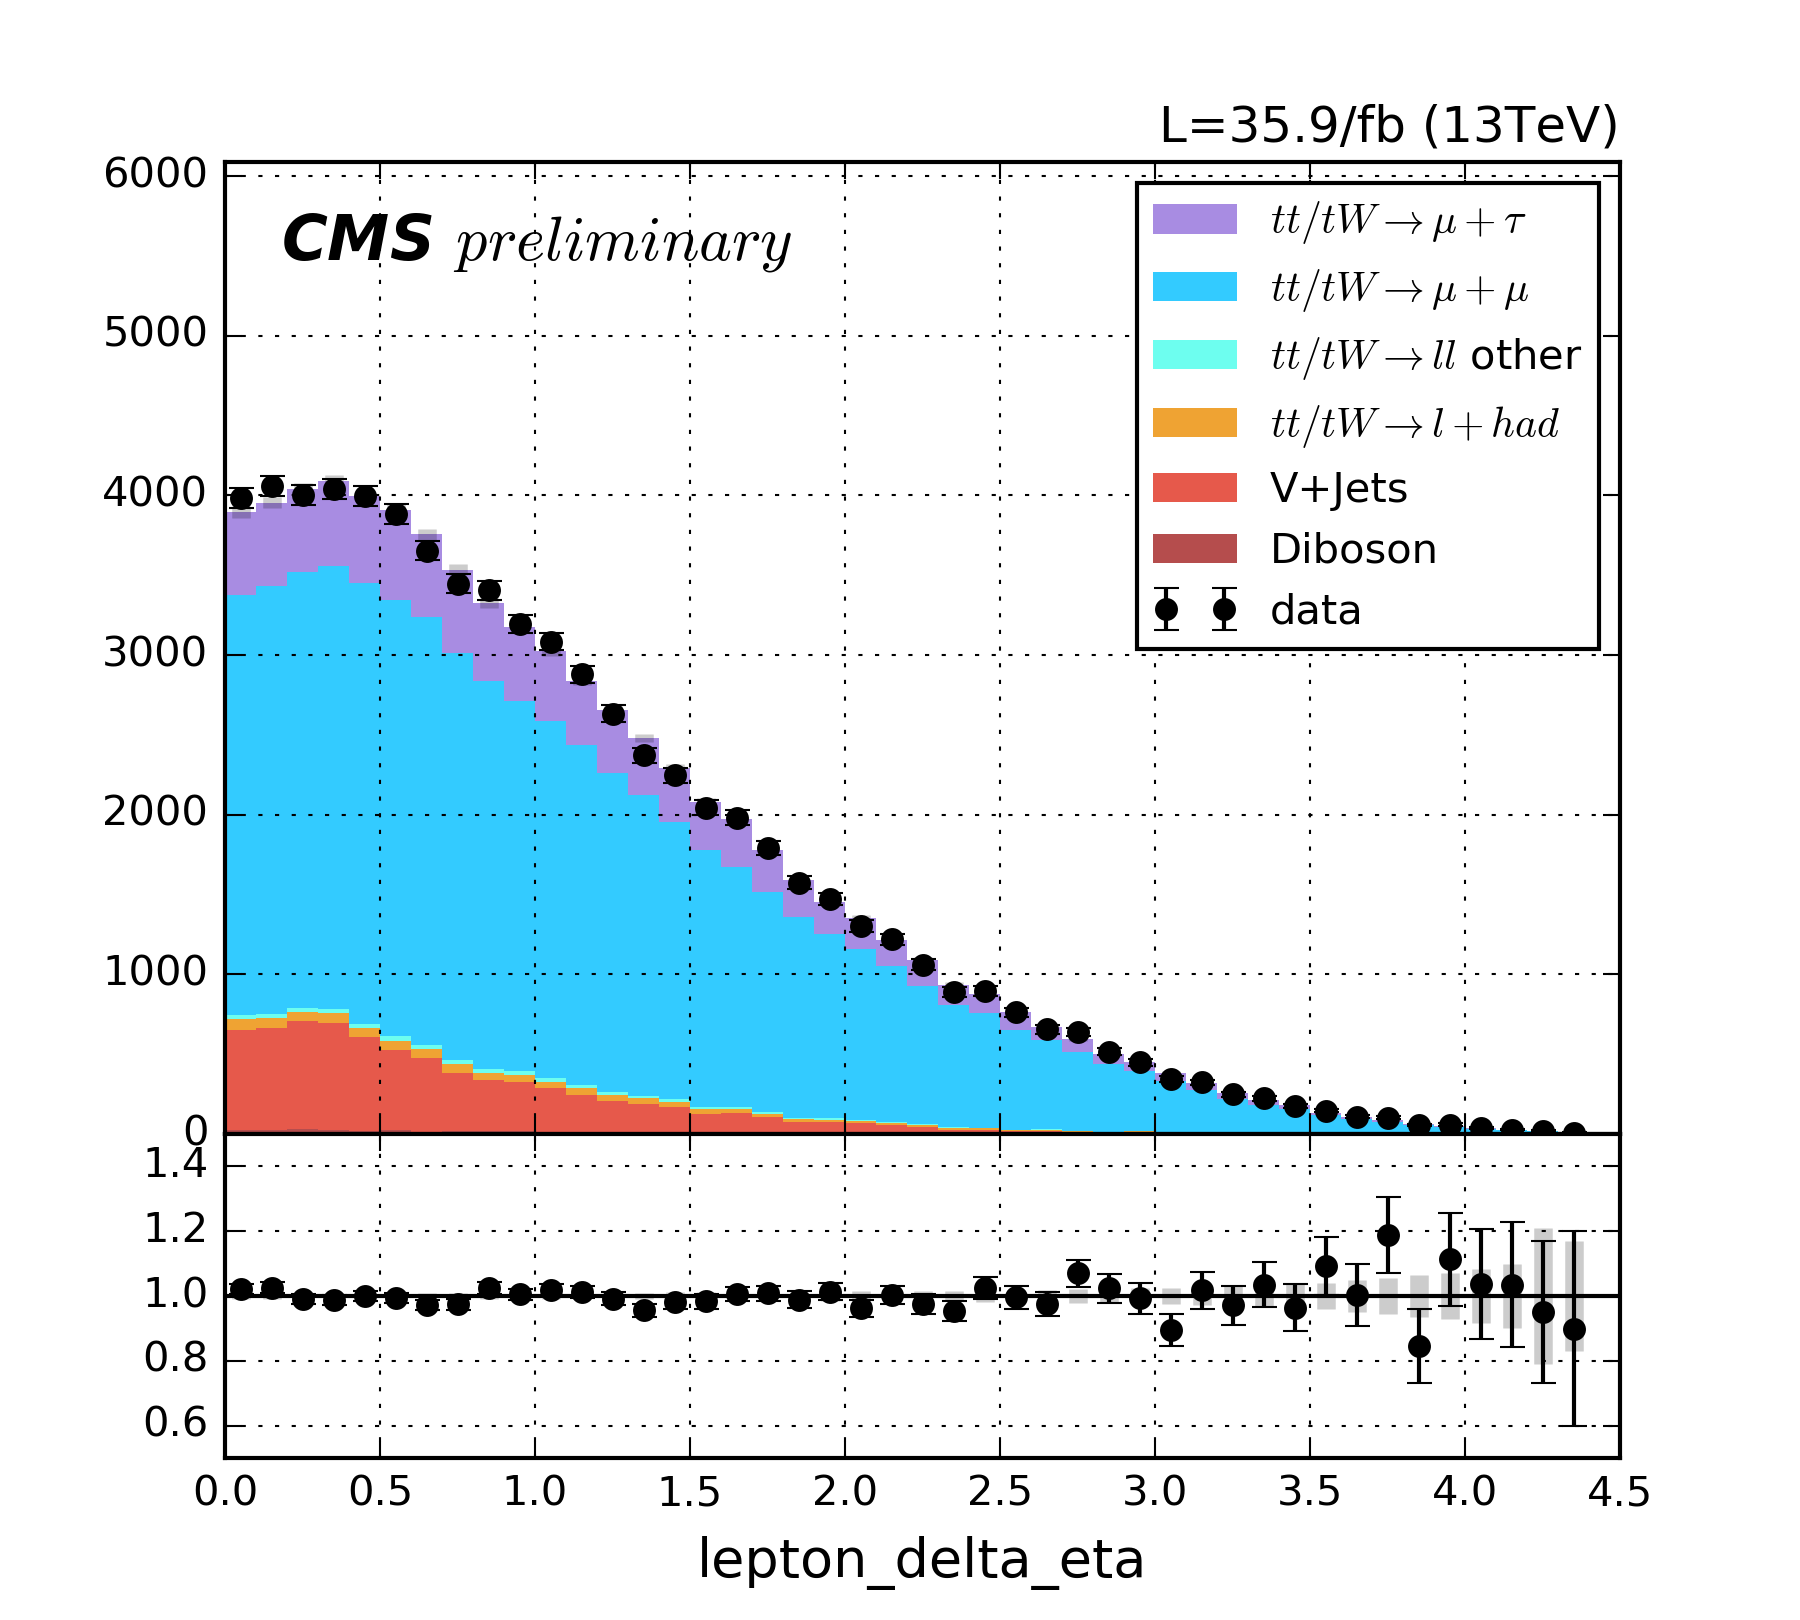 L=35.9/fb (13TeV)
CMS preliminary
6000
5000
4000
3000
2000
1000
0
tt/tW→μ+τ
tt/tW→μ+μ
tt/tW→ll other
tt/tW→l+had
V+Jets
Diboson
data
1.4
1.2
1.0
0.8
0.6
0.0 0.5 1.0 1.5 2.0 2.5 3.0 3.5 4.0 4.5
lepton_delta_eta